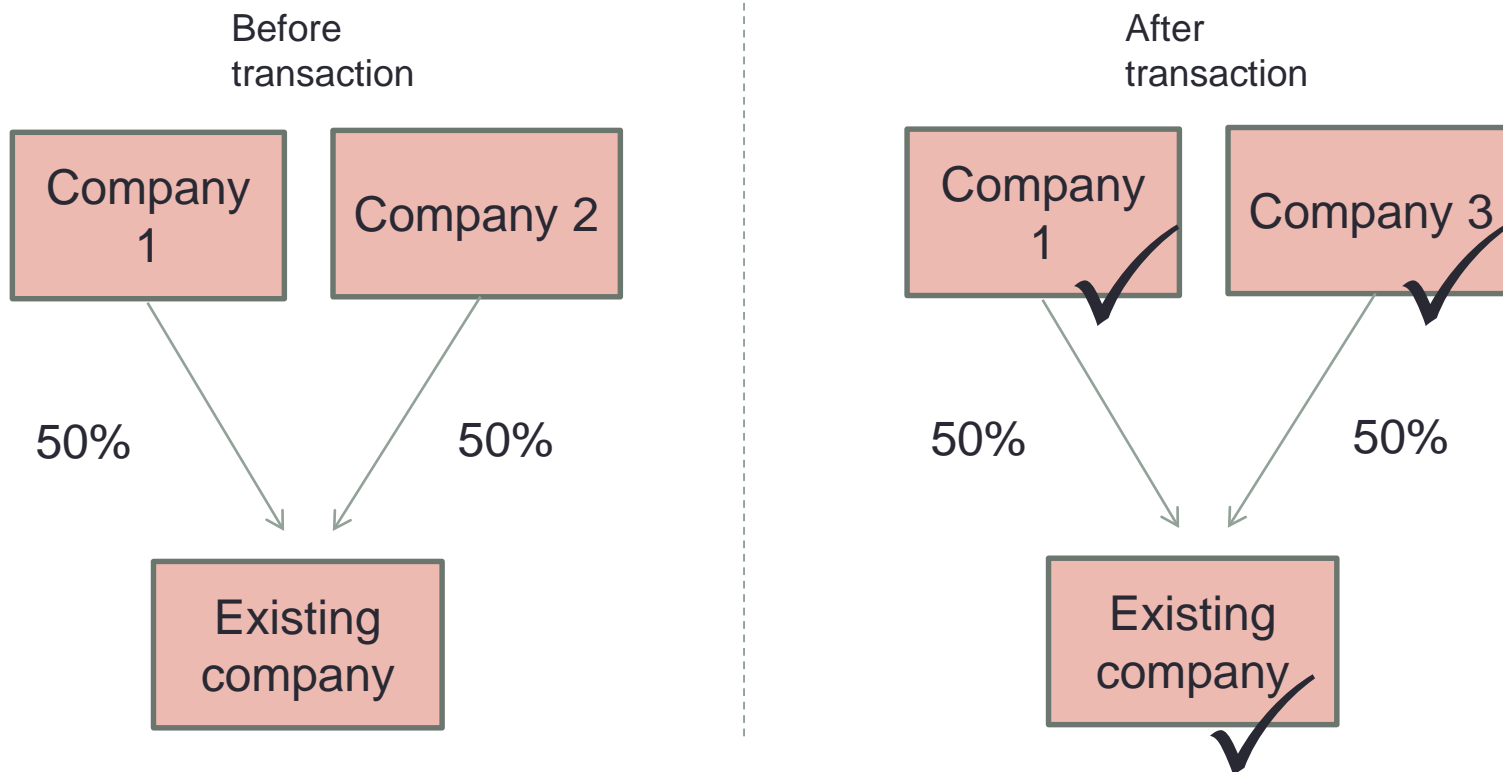 Before
transaction
After
transaction
Company
1
Company 2
Company
1
Company 3
50%
50%
50%
50%
Existing
company
Existing
company